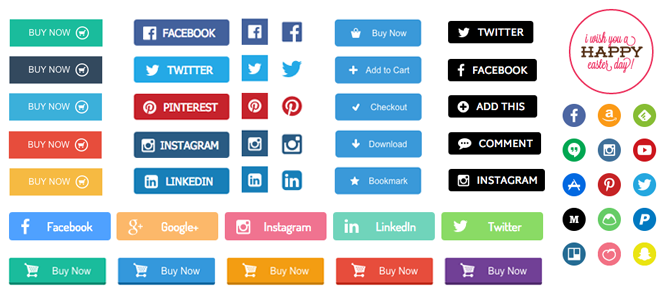 BUY NOW
FACEBOOK
Buy Now
TWITTER
i wish you a
HAPPY
easter day!
BUY NOW
TWITTER
Add to Cart
FACEBOOK
BUY NOW
PINTEREST
Checkout
ADD THIS
BUY NOW
INSTAGRAM
Download
COMMENT
BUY NOW
LINKEDIN
Bookmark
INSTAGRAM
Facebook
Google+
Instagram
LinkedIn
Twitter
Buy Now
Buy Now
Buy Now
Buy Now
Buy Now